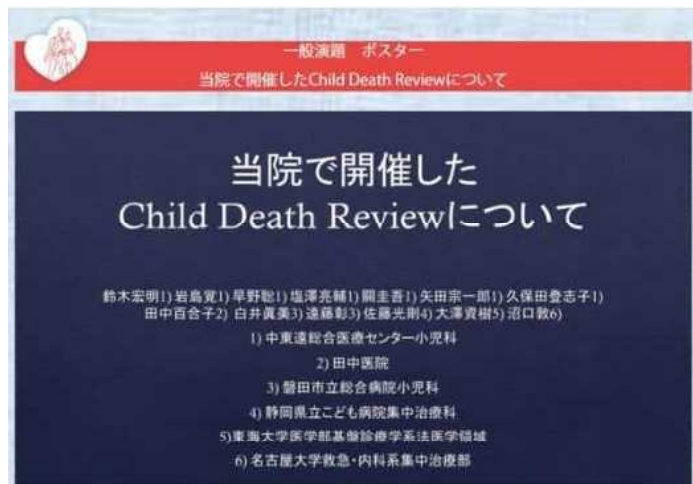 一般演題　ポスター
当院で開催したChild Death Reviewについて
当院で開催した
Child Death Reviewについて
鈴木宏明1) 岩島覚1) 早野聡1) 塩澤亮輔1) 關圭吾1) 矢田宗一郎1) 久保田登志子1)
田中百合子2) 白井眞美3) 遠藤彰3) 佐藤光則4) 大澤資樹5) 沼口敦6)
1) 中東遠総合医療センター小児科
2) 田中医院
3) 磐田市立総合病院小児科
4) 静岡県立こども病院集中治療科
5)東海大学医学部基盤診療学系法医学領域
6) 名古屋大学救急・内科系集中治療部